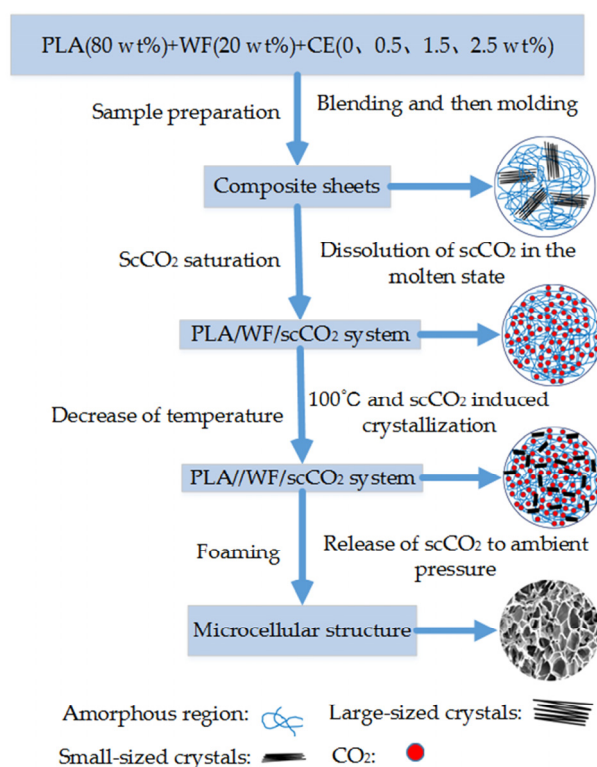 PLA(80 wt%)+WF(20 wt%)+CE(0、0.5、1.5、2.5 wt%)
Sample preparation
Blending and then molding
Composite sheets
ScCO₂ saturation
Dissolution of scCO₂ in the
molten state
PLA/WF/scCO₂ system
Decrease of temperature
100℃ and scCO₂ induced
crystallization
PLA//WF/scCO₂ system
Foaming
Release of scCO₂ to ambient
pressure
Microcellular structure
Amorphous region:
Large-sized crystals:
Small-sized crystals:
CO₂: